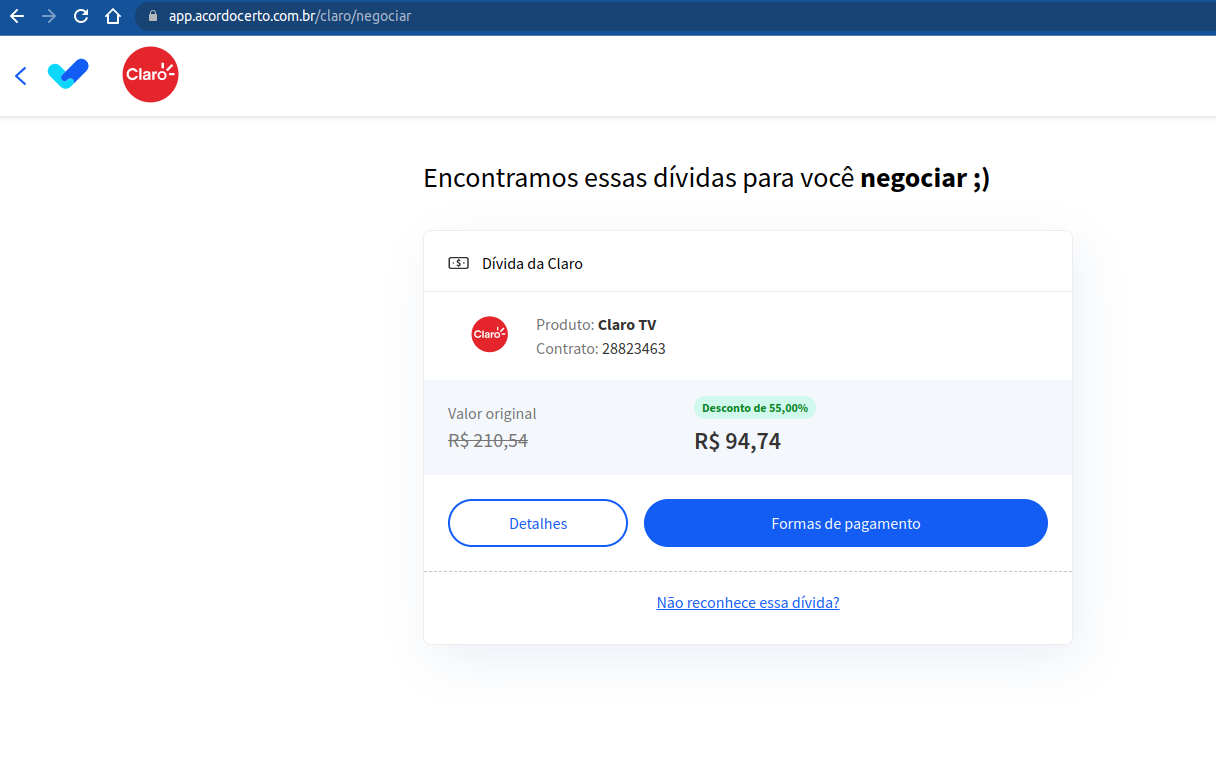 app.acordocerto.com.br/claro/negociar
Claro
Encontramos essas dívidas para você negociar ;)
Dívida da Claro
Claro
Produto: Claro TV
Contrato: 28823463
Desconto de 55,00%
Valor original
R$ 210,54
R$ 94,74
Detalhes
Formas de pagamento
Não reconhece essa dívida?